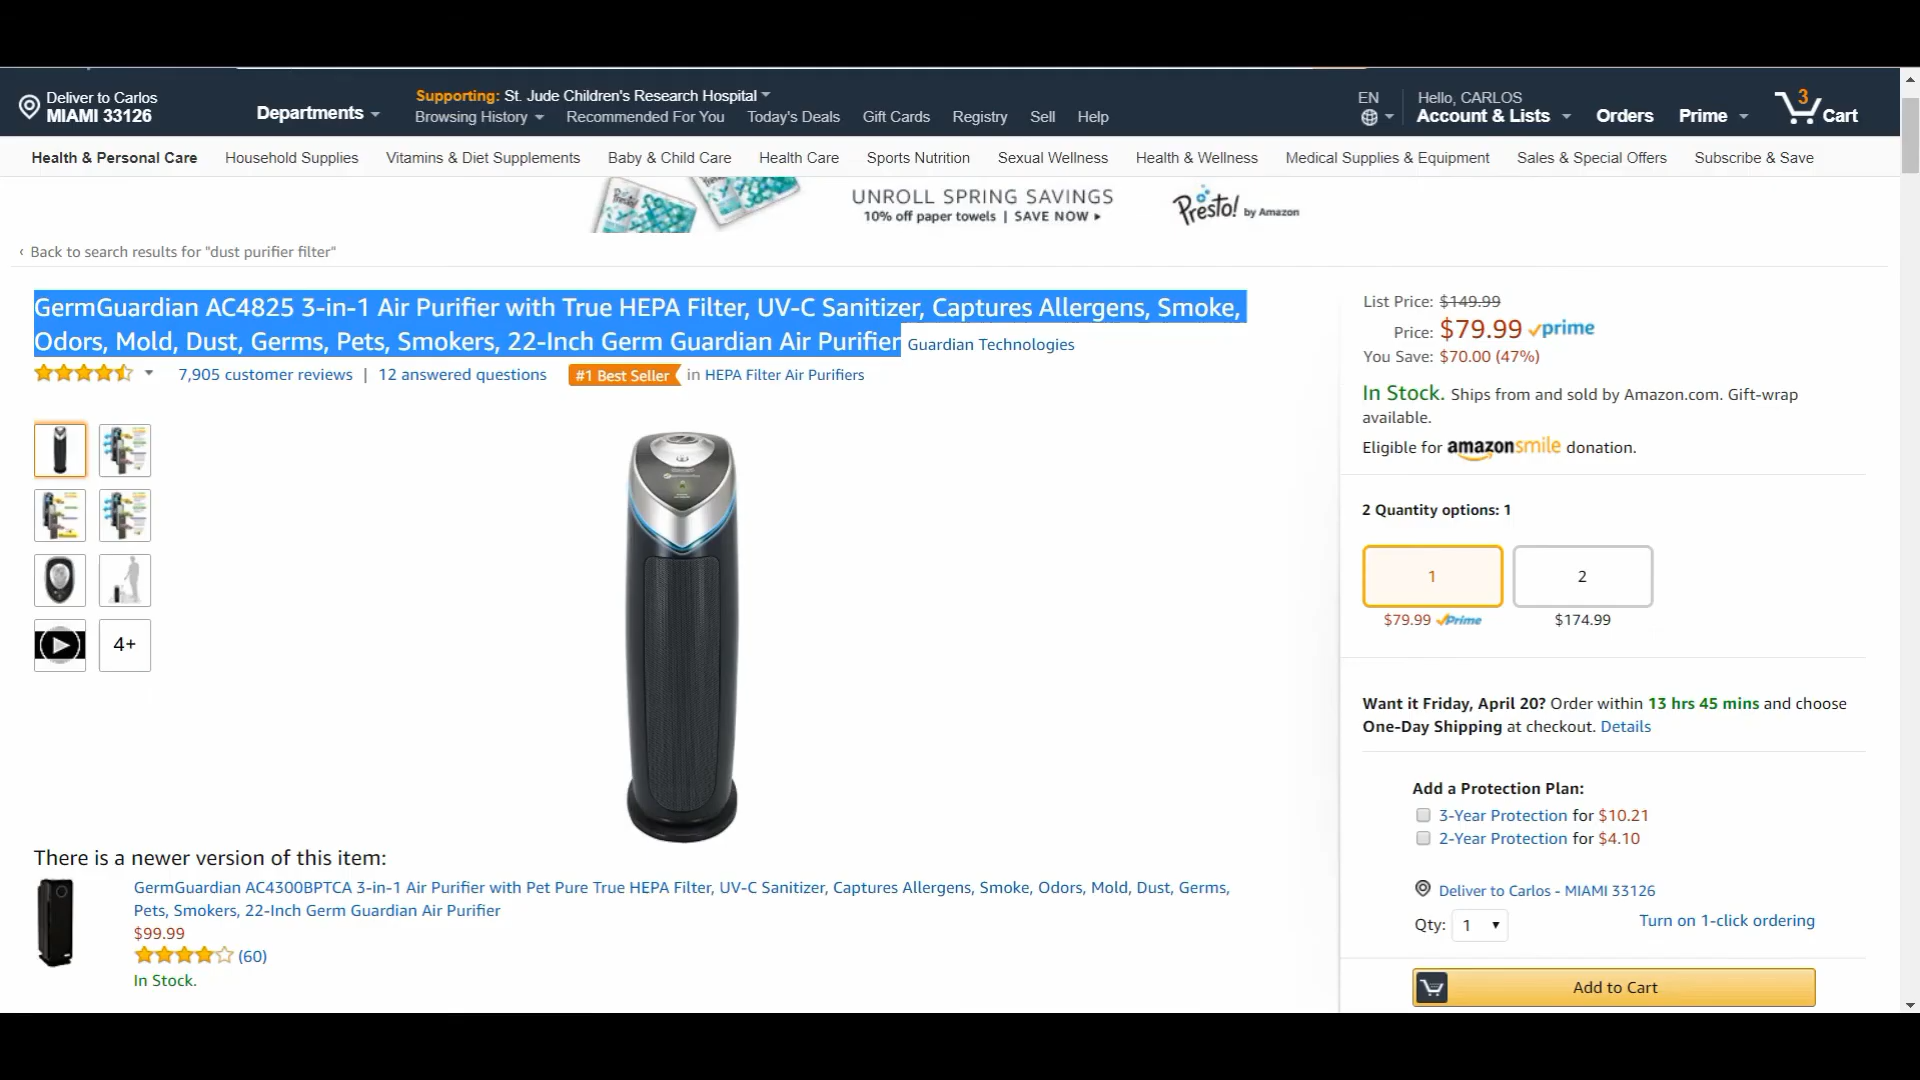 Deliver to Carlos
MIAMI 33126
Departments
Supporting: St. Jude Children's Research Hospital
Browsing History Recommended For You Today's Deals Gift Cards Registry Sell Help
EN
Hello, CARLOS
Account & Lists
Orders
Prime
3
Cart
Health & Personal Care Household Supplies Vitamins & Diet Supplements Baby & Child Care Health Care Sports Nutrition Sexual Wellness Health & Wellness Medical Supplies & Equipment Sales & Special Offers Subscribe & Save
UNROLL SPRING SAVINGS
10% off paper towels | SAVE NOW ▸
Presto! by Amazon
‹ Back to search results for "dust purifier filter"
GermGuardian AC4825 3-in-1 Air Purifier with True HEPA Filter, UV-C Sanitizer, Captures Allergens, Smoke,
Odors, Mold, Dust, Germs, Pets, Smokers, 22-Inch Germ Guardian Air Purifier Guardian Technologies
7,905 customer reviews | 12 answered questions #1 Best Seller in HEPA Filter Air Purifiers
4+
There is a newer version of this item:
GermGuardian AC4300BPTCA 3-in-1 Air Purifier with Pet Pure True HEPA Filter, UV-C Sanitizer, Captures Allergens, Smoke, Odors, Mold, Dust, Germs,
Pets, Smokers, 22-Inch Germ Guardian Air Purifier
$99.99
(60)
In Stock.
List Price: $149.99
Price: $79.99 prime
You Save: $70.00 (47%)
In Stock. Ships from and sold by Amazon.com. Gift-wrap
available.
Eligible for amazonsmile donation.
2 Quantity options: 1
1 2
$79.99 Prime $174.99
Want it Friday, April 20? Order within 13 hrs 45 mins and choose
One-Day Shipping at checkout. Details
Add a Protection Plan:
3-Year Protection for $10.21
2-Year Protection for $4.10
Deliver to Carlos - MIAMI 33126
Qty: 1
Turn on 1-click ordering
Add to Cart